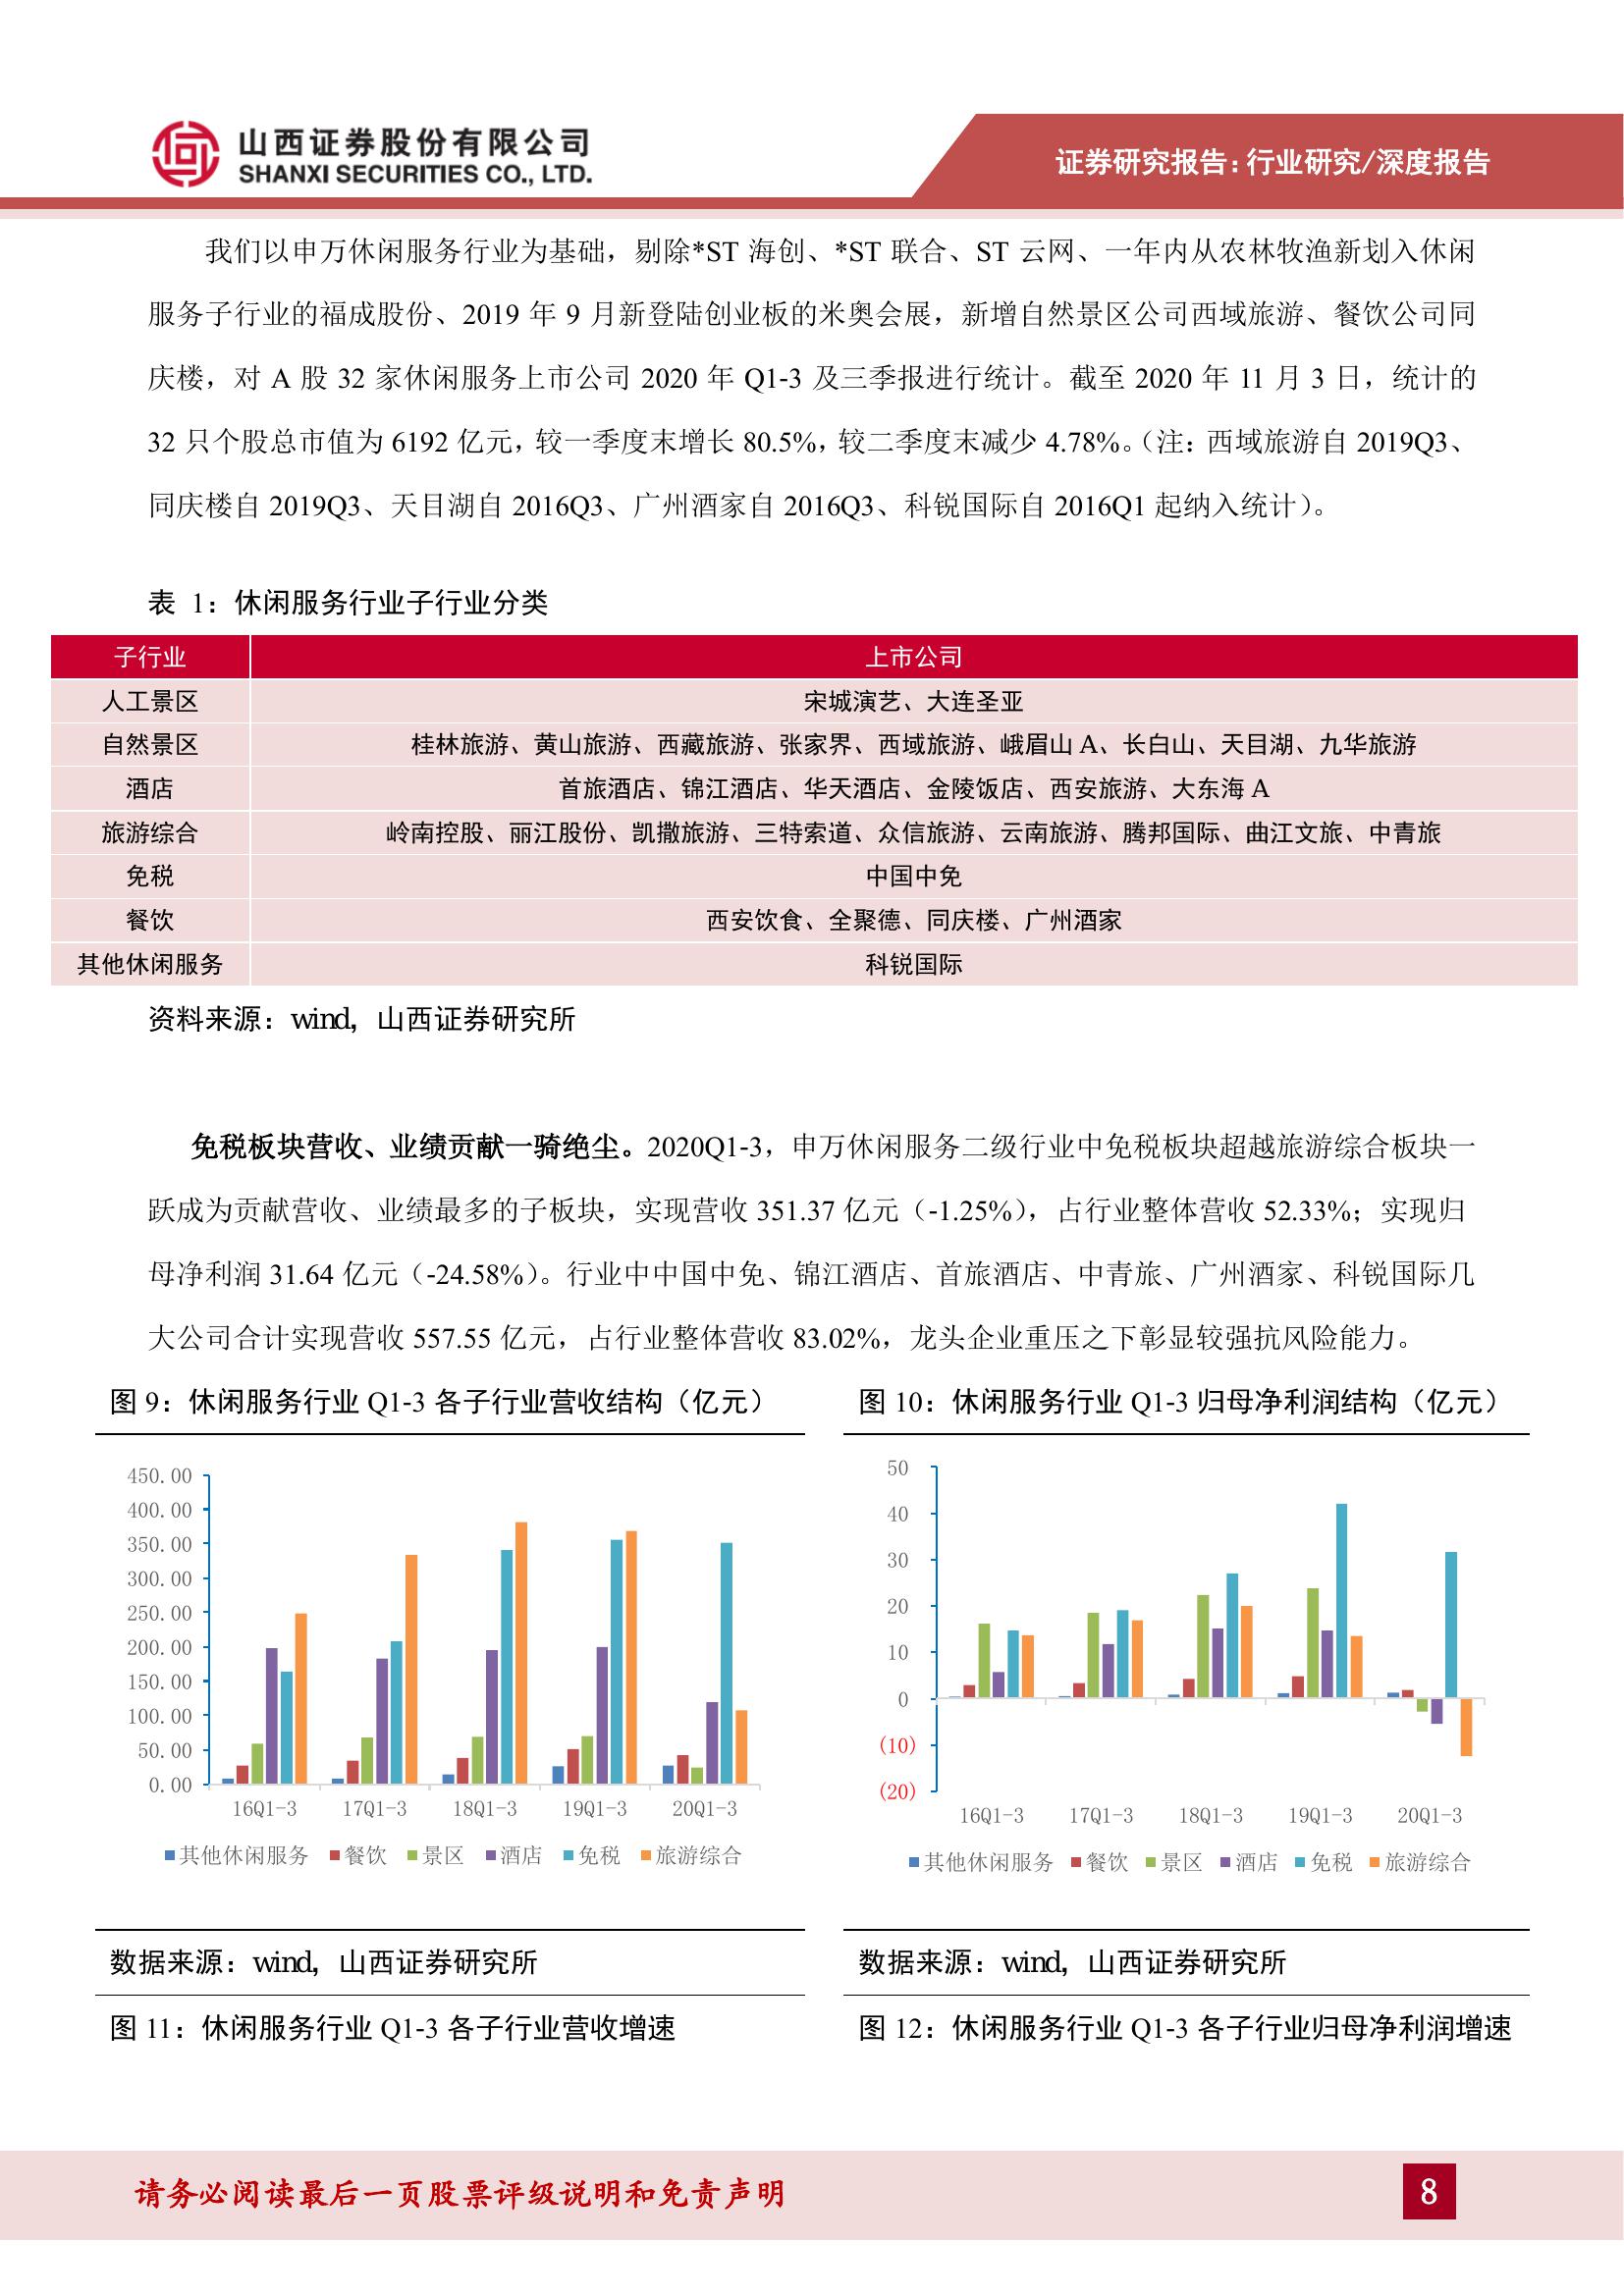 山西证券股份有限公司
SHANXI SECURITIES CO., LTD.
证券研究报告：行业研究/深度报告
我们以申万休闲服务行业为基础，剔除*ST 海创、*ST 联合、ST 云网、一年内从农林牧渔新划入休闲
服务子行业的福成股份、2019 年 9 月新登陆创业板的米奥会展，新增自然景区公司西域旅游、餐饮公司同
庆楼，对 A 股 32 家休闲服务上市公司 2020 年 Q1-3 及三季报进行统计。截至 2020 年 11 月 3 日，统计的
32 只个股总市值为 6192 亿元，较一季度末增长 80.5%，较二季度末减少 4.78%。（注：西域旅游自 2019Q3、
同庆楼自 2019Q3、天目湖自 2016Q3、广州酒家自 2016Q3、科锐国际自 2016Q1 起纳入统计）。
表 1：休闲服务行业子行业分类
子行业 上市公司
人工景区 宋城演艺、大连圣亚
自然景区 桂林旅游、黄山旅游、西藏旅游、张家界、西域旅游、峨眉山 A、长白山、天目湖、九华旅游
酒店 首旅酒店、锦江酒店、华天酒店、金陵饭店、西安旅游、大东海 A
旅游综合 岭南控股、丽江股份、凯撒旅游、三特索道、众信旅游、云南旅游、腾邦国际、曲江文旅、中青旅
免税 中国中免
餐饮 西安饮食、全聚德、同庆楼、广州酒家
其他休闲服务 科锐国际
资料来源：wind，山西证券研究所
免税板块营收、业绩贡献一骑绝尘。2020Q1-3，申万休闲服务二级行业中免税板块超越旅游综合板块一
跃成为贡献营收、业绩最多的子板块，实现营收 351.37 亿元（-1.25%），占行业整体营收 52.33%；实现归
母净利润 31.64 亿元（-24.58%）。行业中中国中免、锦江酒店、首旅酒店、中青旅、广州酒家、科锐国际几
大公司合计实现营收 557.55 亿元，占行业整体营收 83.02%，龙头企业重压之下彰显较强抗风险能力。
图 9：休闲服务行业 Q1-3 各子行业营收结构（亿元）
450.00
400.00
350.00
300.00
250.00
200.00
150.00
100.00
50.00
0.00
16Q1-3 17Q1-3 18Q1-3 19Q1-3 20Q1-3
其他休闲服务 餐饮 景区 酒店 免税 旅游综合
数据来源：wind，山西证券研究所
图 10：休闲服务行业 Q1-3 归母净利润结构（亿元）
50
40
30
20
10
0
(10)
(20)
16Q1-3 17Q1-3 18Q1-3 19Q1-3 20Q1-3
其他休闲服务 餐饮 景区 酒店 免税 旅游综合
数据来源：wind，山西证券研究所
图 11：休闲服务行业 Q1-3 各子行业营收增速
图 12：休闲服务行业 Q1-3 各子行业归母净利润增速
请务必阅读最后一页股票评级说明和免责声明
8